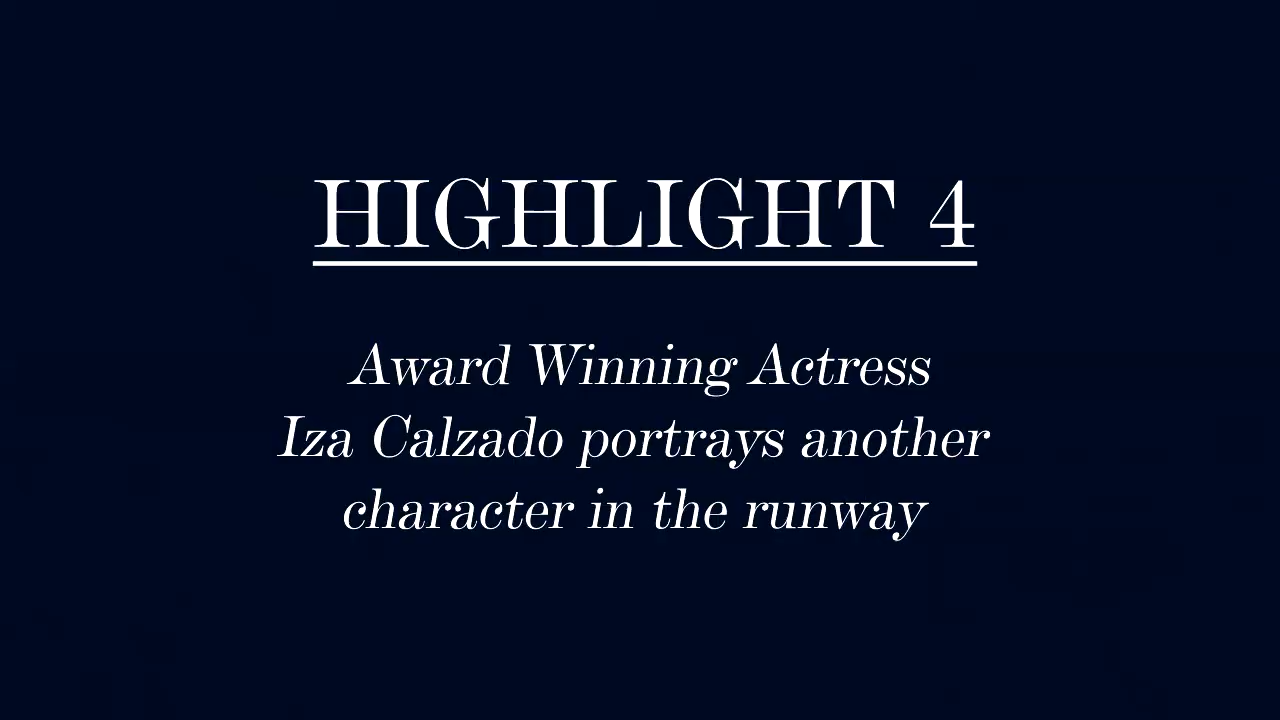 HIGHLIGHT 4
Award Winning Actress
Iza Calzado portrays another
character in the runway